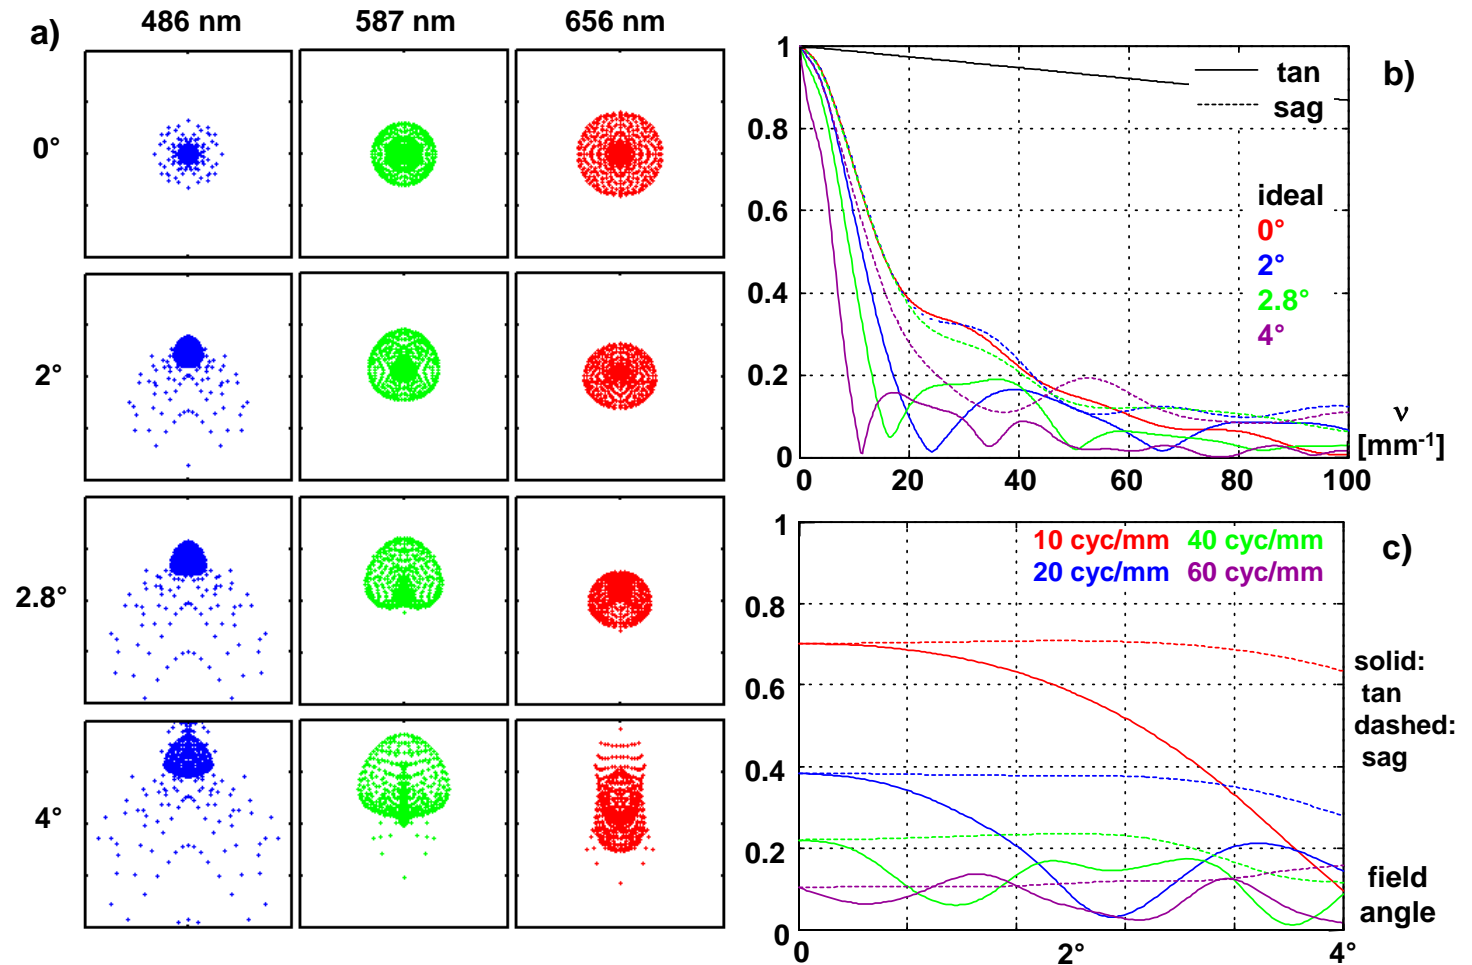 a)
486 nm
587 nm
656 nm
0°
2°
2.8°
4°
b)
1
0.8
0.6
0.4
0.2
0
0
20
40
60
80
100
tan
sag
ideal
0°
2°
2.8°
4°
ν
[mm⁻¹]
c)
1
0.8
0.6
0.4
0.2
0
0
2°
4°
10 cyc/mm 40 cyc/mm
20 cyc/mm 60 cyc/mm
solid:
tan
dashed:
sag
field
angle